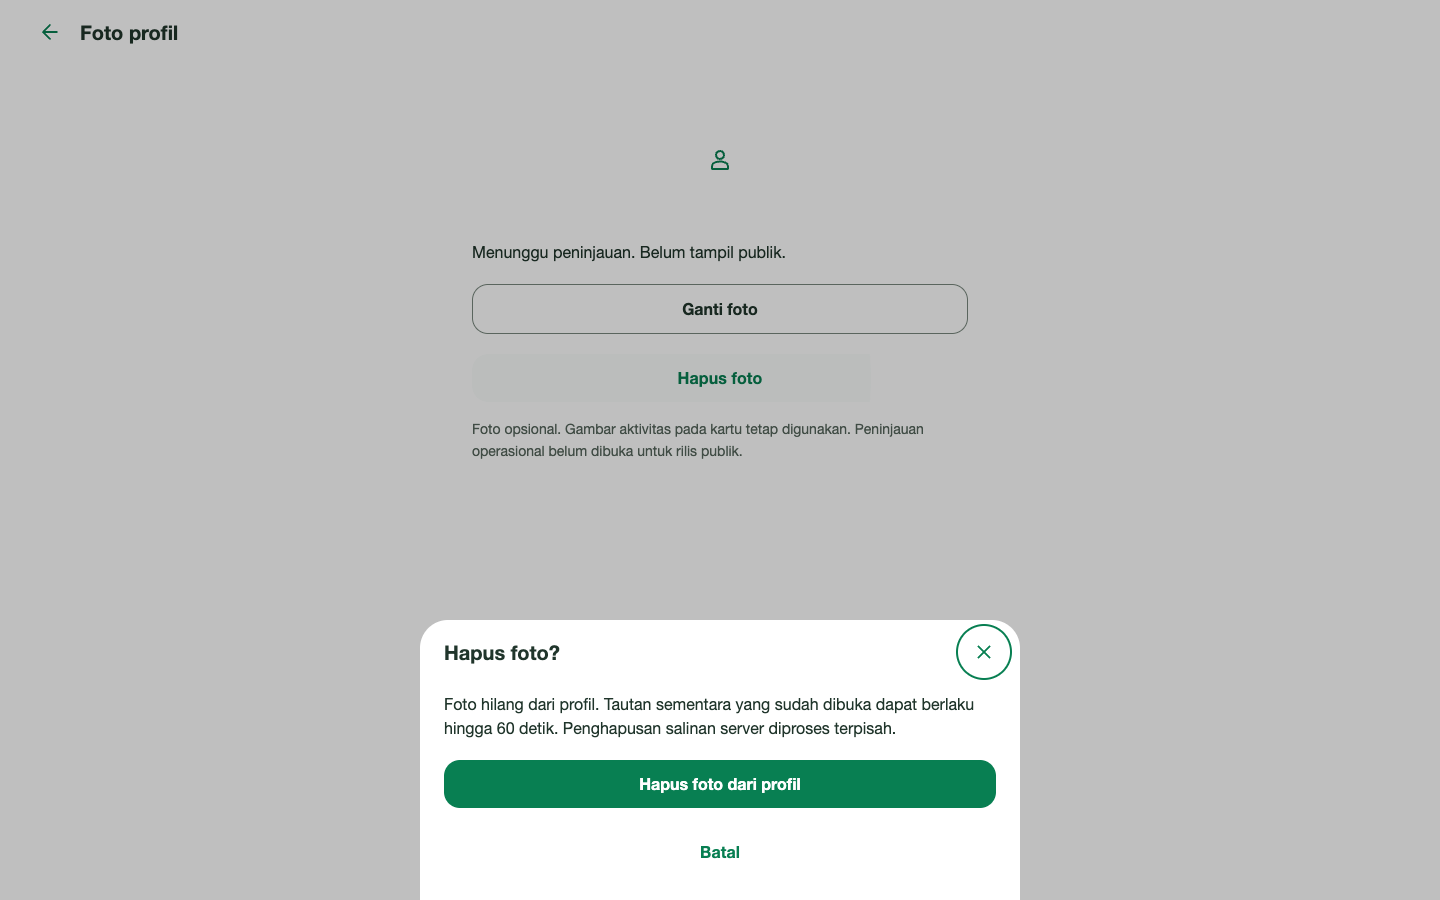 Foto profil
Menunggu peninjauan. Belum tampil publik.
Ganti foto
Hapus foto
Foto opsional. Gambar aktivitas pada kartu tetap digunakan. Peninjauan
operasional belum dibuka untuk rilis publik.
Hapus foto?
Foto hilang dari profil. Tautan sementara yang sudah dibuka dapat berlaku
hingga 60 detik. Penghapusan salinan server diproses terpisah.
Hapus foto dari profil
Batal